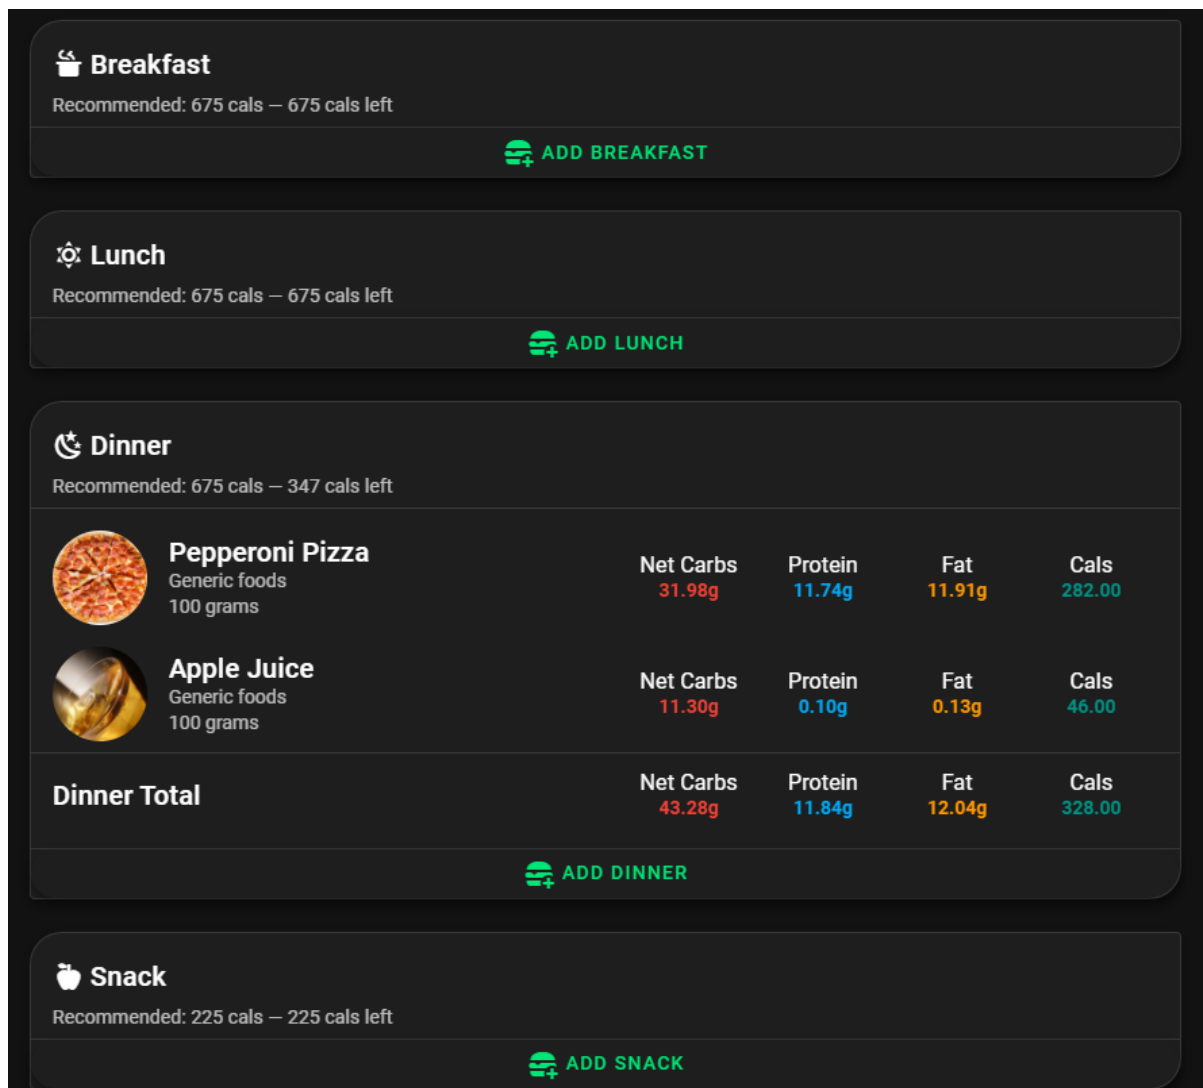 Breakfast
Recommended: 675 cals — 675 cals left
ADD BREAKFAST
Lunch
Recommended: 675 cals — 675 cals left
ADD LUNCH
Dinner
Recommended: 675 cals — 347 cals left
Pepperoni Pizza
Generic foods
100 grams
Net Carbs Protein Fat Cals
31.98g 11.74g 11.91g 282.00
Apple Juice
Generic foods
100 grams
Net Carbs Protein Fat Cals
11.30g 0.10g 0.13g 46.00
Dinner Total
Net Carbs Protein Fat Cals
43.28g 11.84g 12.04g 328.00
ADD DINNER
Snack
Recommended: 225 cals — 225 cals left
ADD SNACK